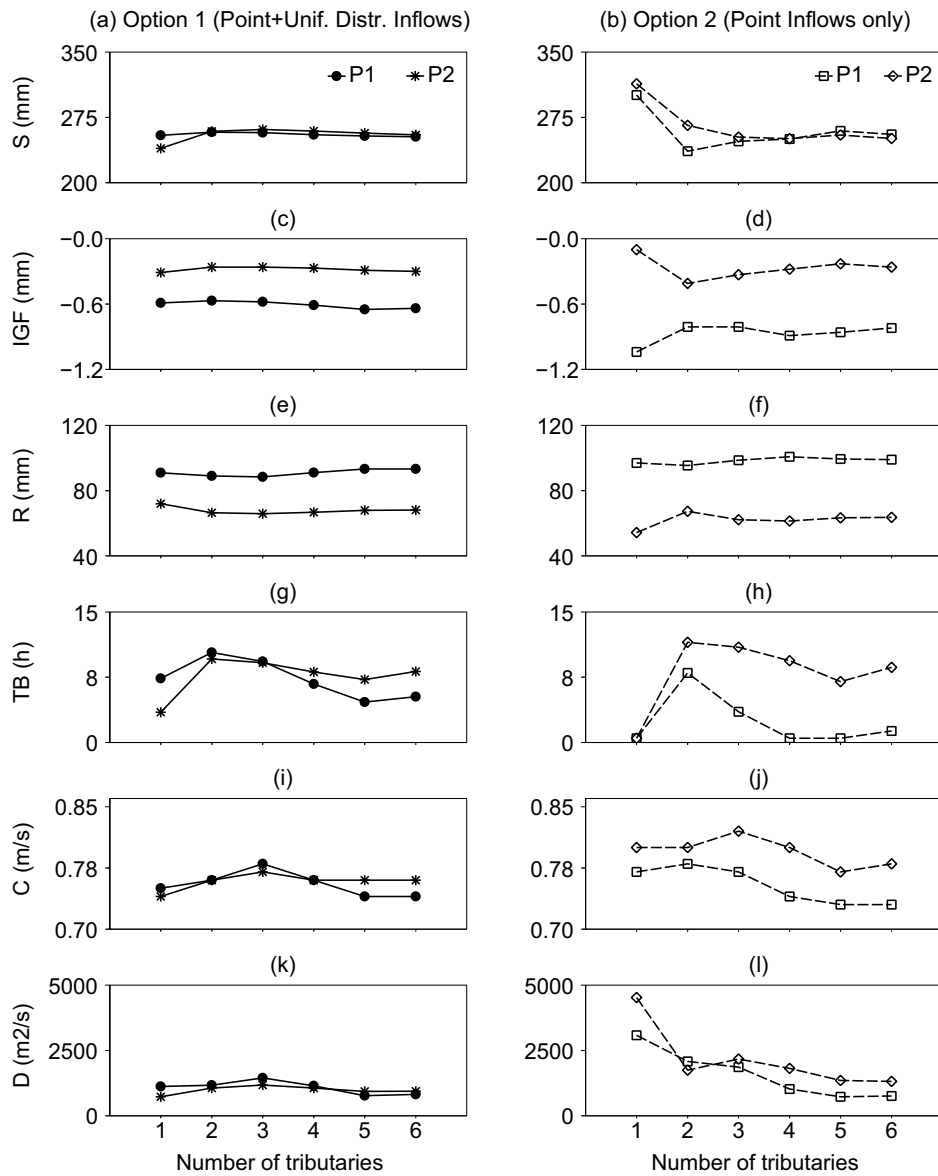 (a) Option 1 (Point+Unif. Distr. Inflows)
(b) Option 2 (Point Inflows only)
S (mm)
350
275
200
P1 P2
350
275
200
P1 P2
(c)
(d)
IGF (mm)
−0.0
−0.6
−1.2
−0.0
−0.6
−1.2
(e)
(f)
R (mm)
120
80
40
120
80
40
(g)
(h)
TB (h)
15
8
0
15
8
0
(i)
(j)
C (m/s)
0.85
0.78
0.70
0.85
0.78
0.70
(k)
(l)
D (m2/s)
5000
2500
0
5000
2500
0
1 2 3 4 5 6
1 2 3 4 5 6
Number of tributaries
Number of tributaries